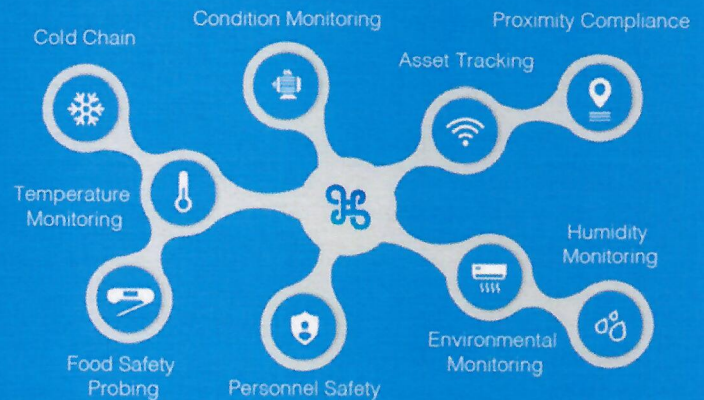 Condition Monitoring
Proximity Compliance
Cold Chain
Asset Tracking
Temperature
Monitoring
Humidity
Monitoring
Environmental
Monitoring
Food Safety
Probing
Personnel Safety